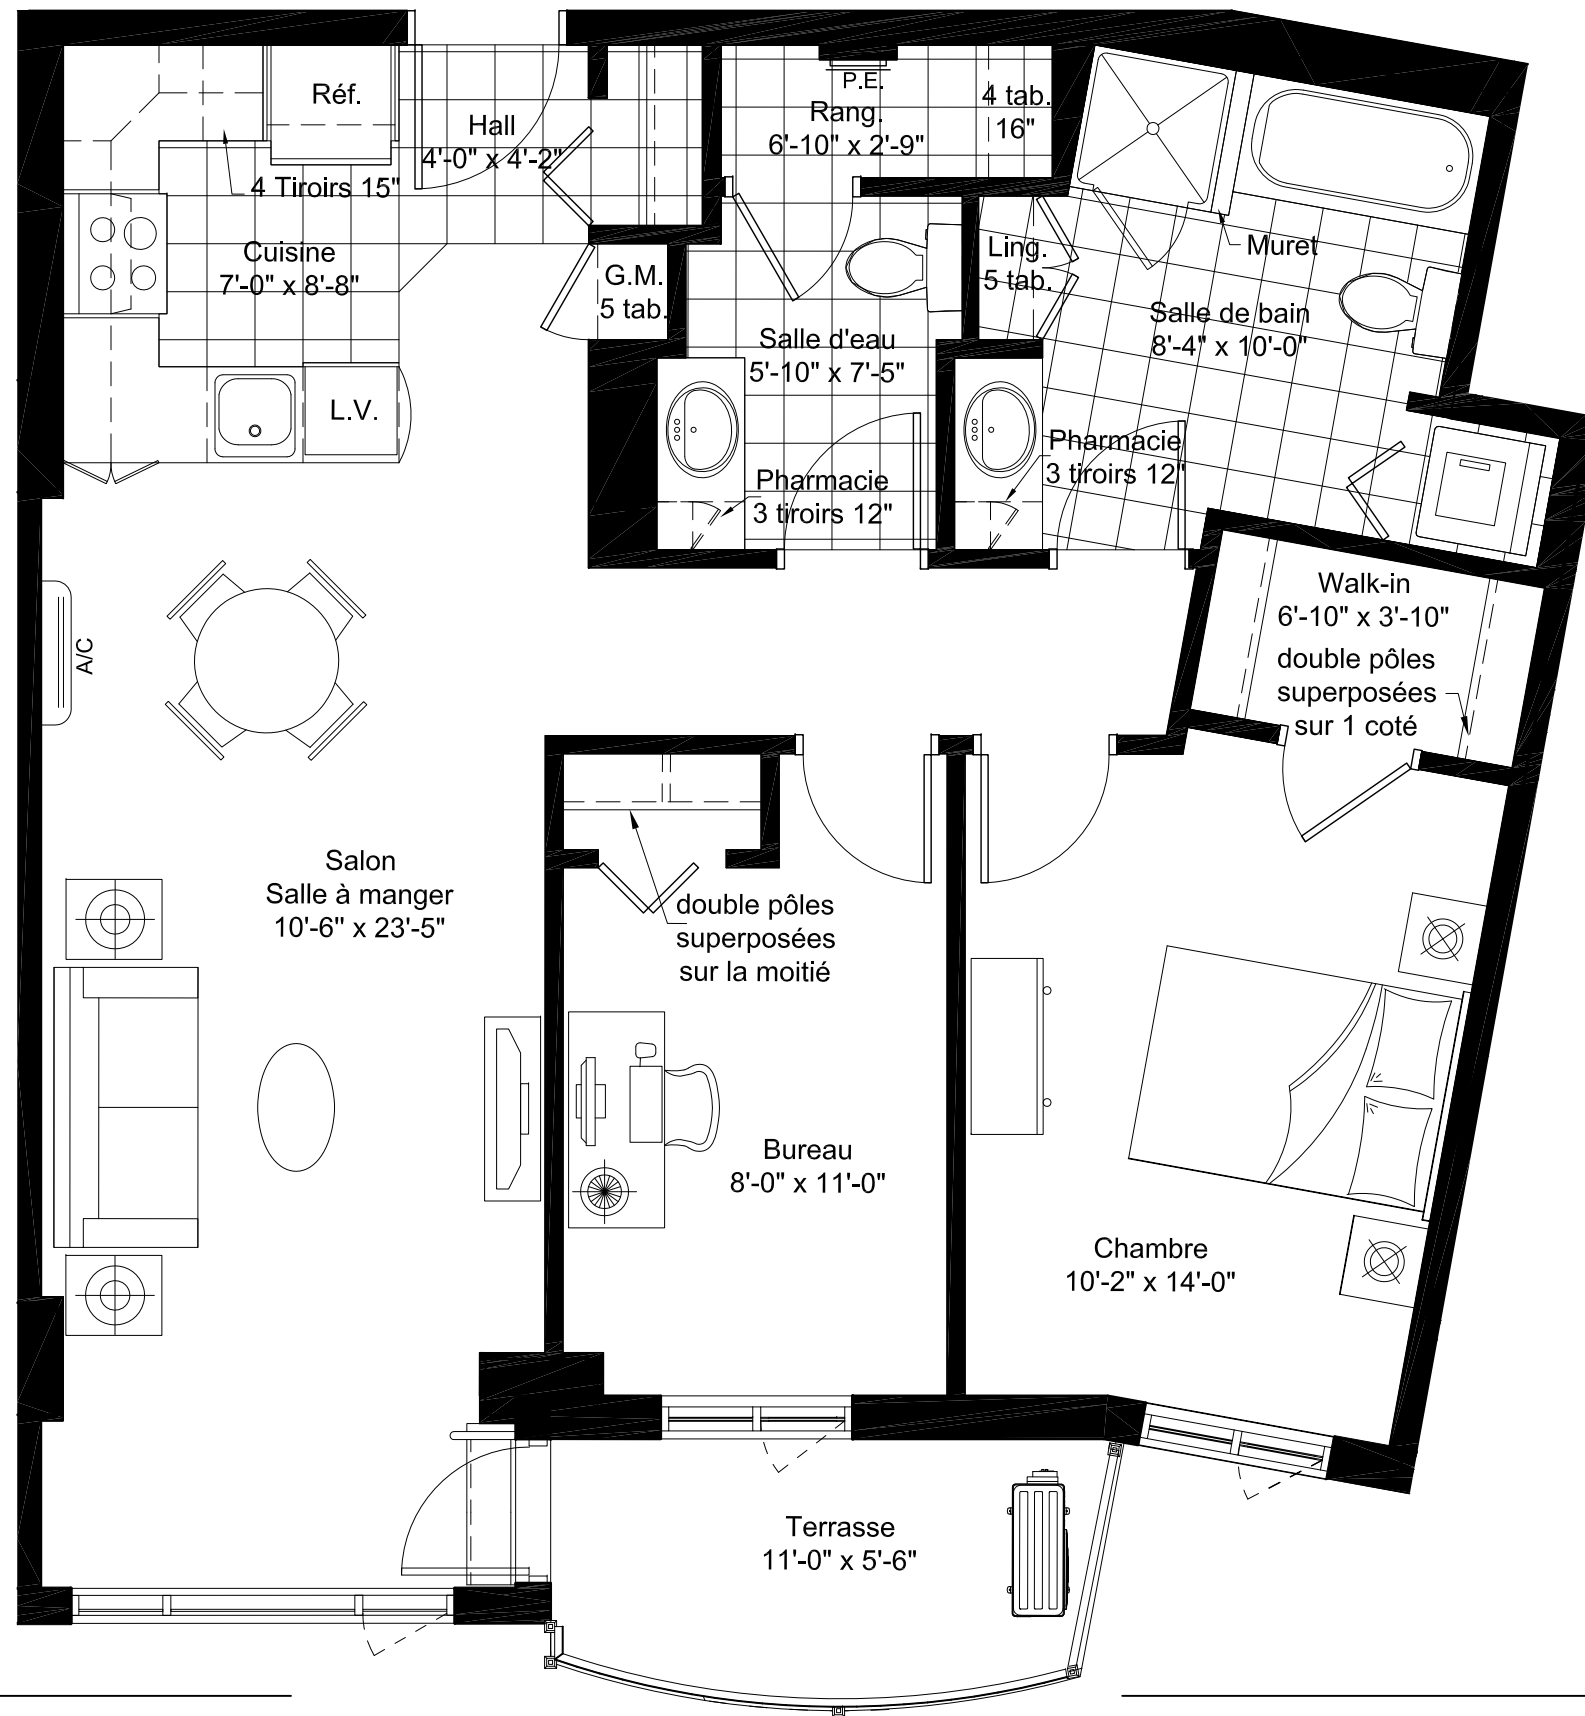 Réf.
Hall
4'-0" x 4'-2"
4 Tiroirs 15"
Cuisine
7'-0" x 8'-8"
L.V.
G.M.
5 tab.
P.E.
Rang.
6'-10" x 2'-9"
4 tab.
16"
Ling.
5 tab.
Muret
Salle de bain
8'-4" x 10'-0"
Salle d'eau
5'-10" x 7'-5"
Pharmacie
3 tiroirs 12"
Pharmacie
3 tiroirs 12"
Walk-in
6'-10" x 3'-10"
double pôles
superposées
sur 1 coté
A/C
Salon
Salle à manger
10'-6" x 23'-5"
double pôles
superposées
sur la moitié
Bureau
8'-0" x 11'-0"
Chambre
10'-2" x 14'-0"
Terrasse
11'-0" x 5'-6"